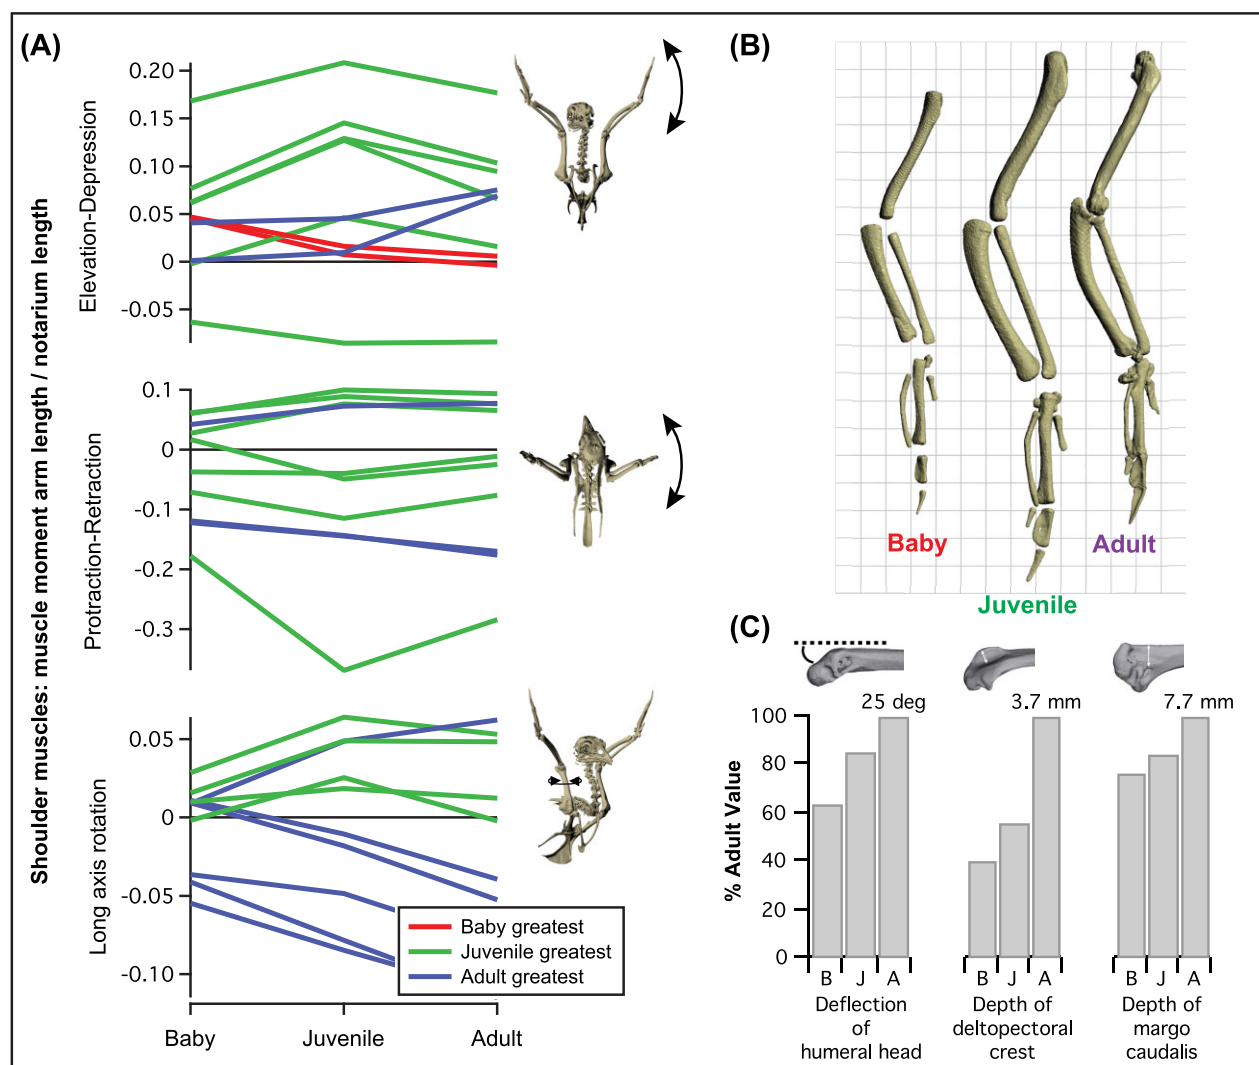 (A)
Shoulder muscles: muscle moment arm length / notarium length
Elevation-Depression
0.20
0.15
0.10
0.05
0
-0.05
Protraction-Retraction
0.1
0
-0.1
-0.2
-0.3
Long axis rotation
0.05
0
-0.05
-0.10
Baby greatest
Juvenile greatest
Adult greatest
Baby
Juvenile
Adult
(B)
Baby
Adult
Juvenile
(C)
25 deg
3.7 mm
7.7 mm
% Adult Value
100
80
60
40
20
0
B J A
B J A
B J A
Deflection
of
humeral head
Depth of
deltopectoral
crest
Depth of
margo
caudalis